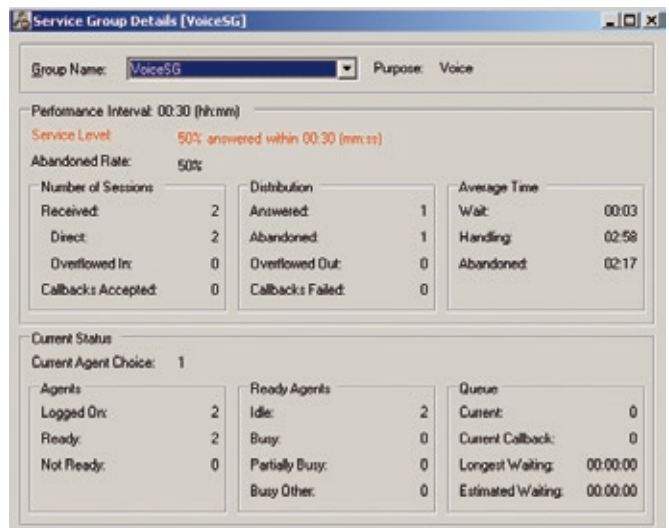 Service Group Details [VoiceSG]
Group Name: VoiceSG Purpose: Voice
Performance Interval: 00:30 (hh:mm)
Service Level: 50% answered within 00:30 (mm:ss)
Abandoned Rate: 50%
Number of Sessions
Received: 2
Direct: 2
Overflowed In: 0
Callbacks Accepted: 0
Distribution
Answered: 1
Abandoned: 1
Overflowed Out: 0
Callbacks Failed: 0
Average Time
Wait: 00:03
Handling: 02:58
Abandoned: 02:17
Current Status
Current Agent Choice: 1
Agents
Logged On: 2
Ready: 2
Not Ready: 0
Ready Agents
Idle: 2
Busy: 0
Partially Busy: 0
Busy Other: 0
Queue
Current: 0
Current Callback: 0
Longest Waiting: 00:00:00
Estimated Waiting: 00:00:00